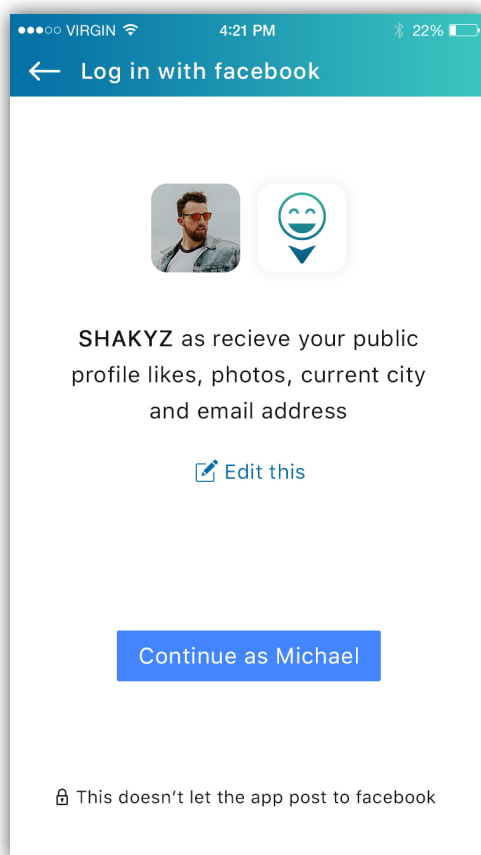 VIRGIN 4:21 PM 22%
Log in with facebook
SHAKYZ as recieve your public
profile likes, photos, current city
and email address
Edit this
Continue as Michael
This doesn't let the app post to facebook